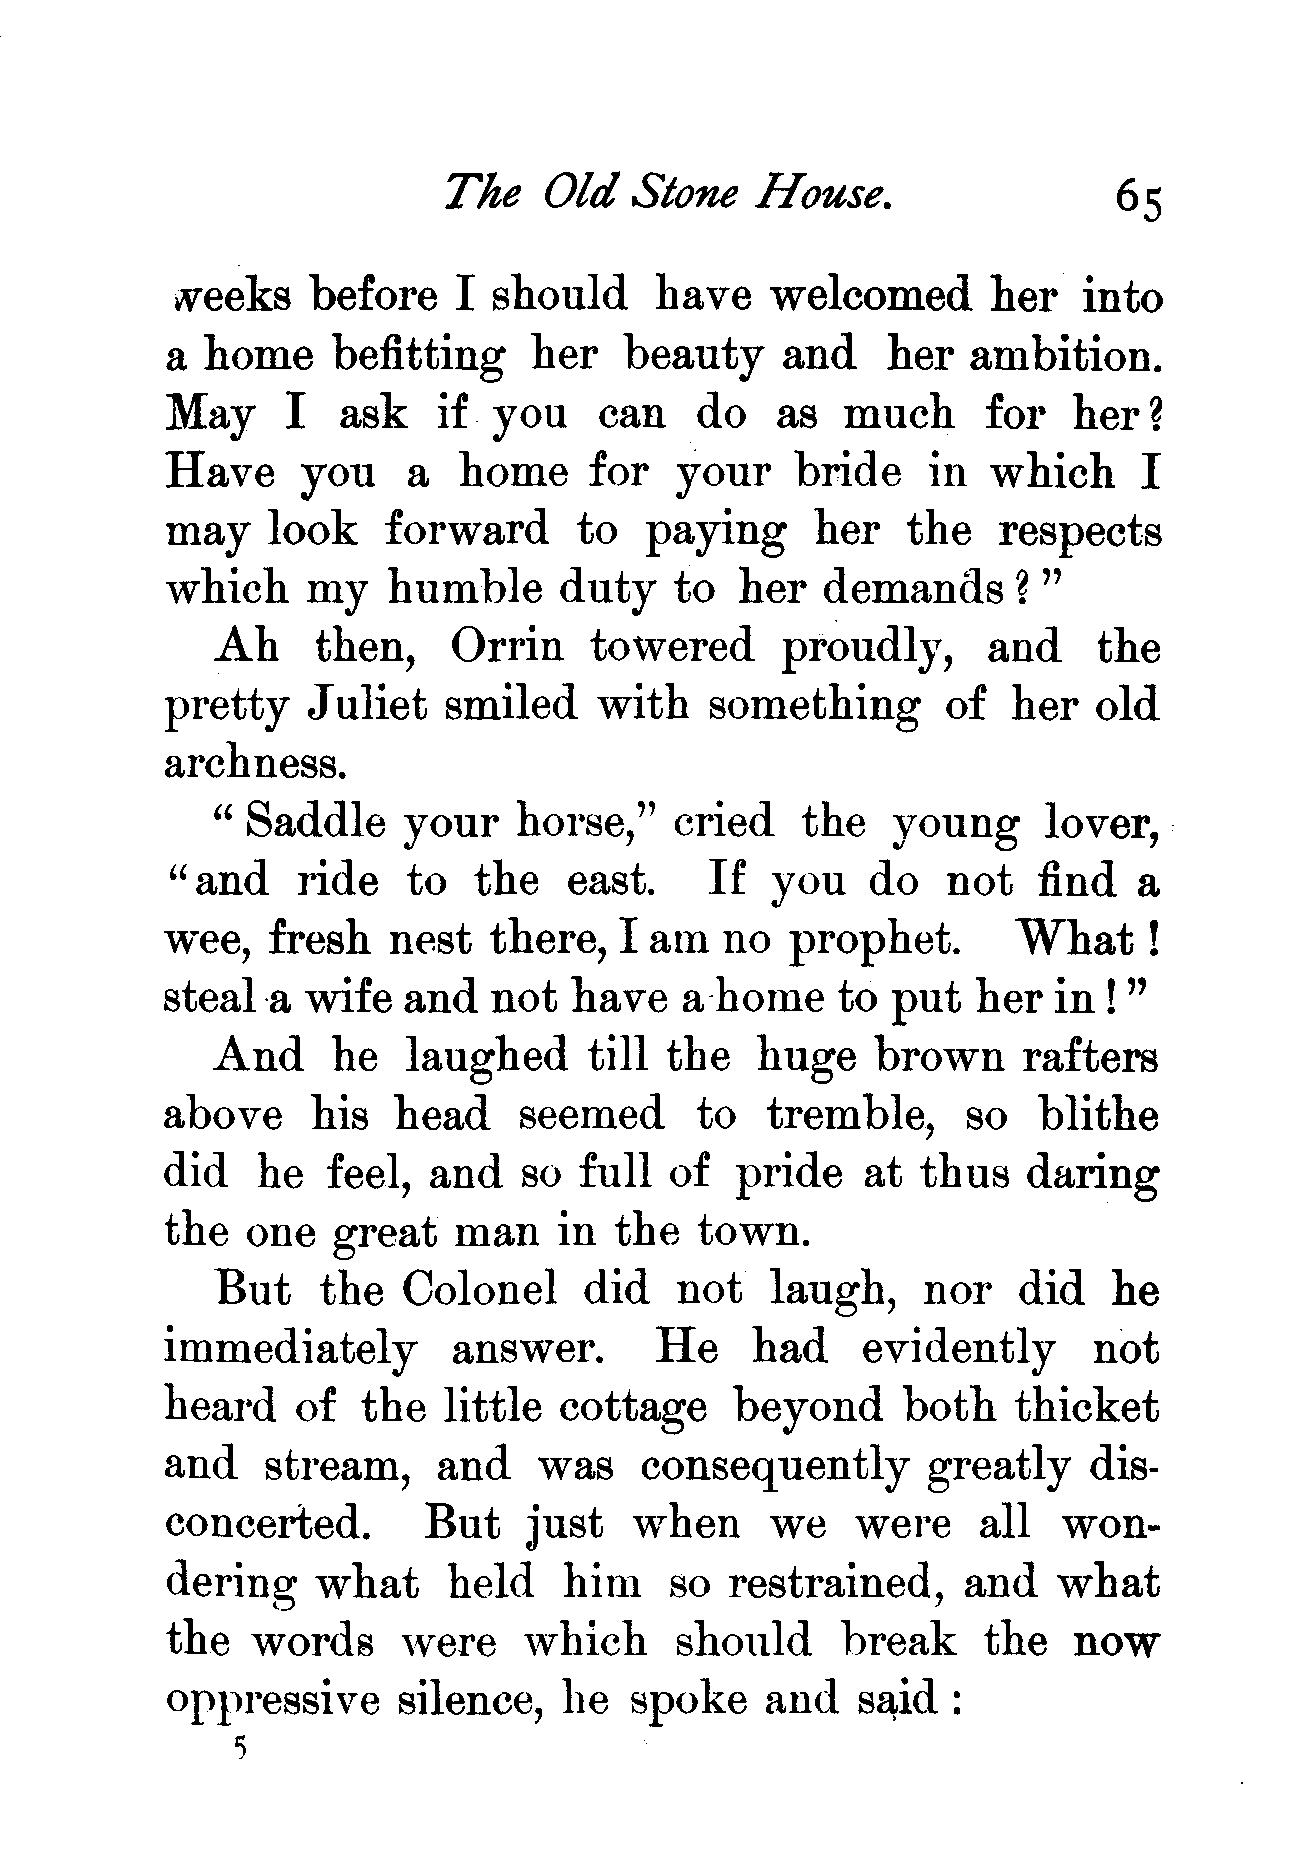 The Old Stone House. 65
weeks before I should have welcomed her into
a home befitting her beauty and her ambition.
May I ask if you can do as much for her?
Have you a home for your bride in which I
may look forward to paying her the respects
which my humble duty to her demands?"
Ah then, Orrin towered proudly, and the
pretty Juliet smiled with something of her old
archness.
"Saddle your horse," cried the young lover,
"and ride to the east. If you do not find a
wee, fresh nest there, I am no prophet. What!
steal a wife and not have a home to put her in!"
And he laughed till the huge brown rafters
above his head seemed to tremble, so blithe
did he feel, and so full of pride at thus daring
the one great man in the town.
But the Colonel did not laugh, nor did he
immediately answer. He had evidently not
heard of the little cottage beyond both thicket
and stream, and was consequently greatly dis-
concerted. But just when we were all won-
dering what held him so restrained, and what
the words were which should break the now
oppressive silence, he spoke and said:
5